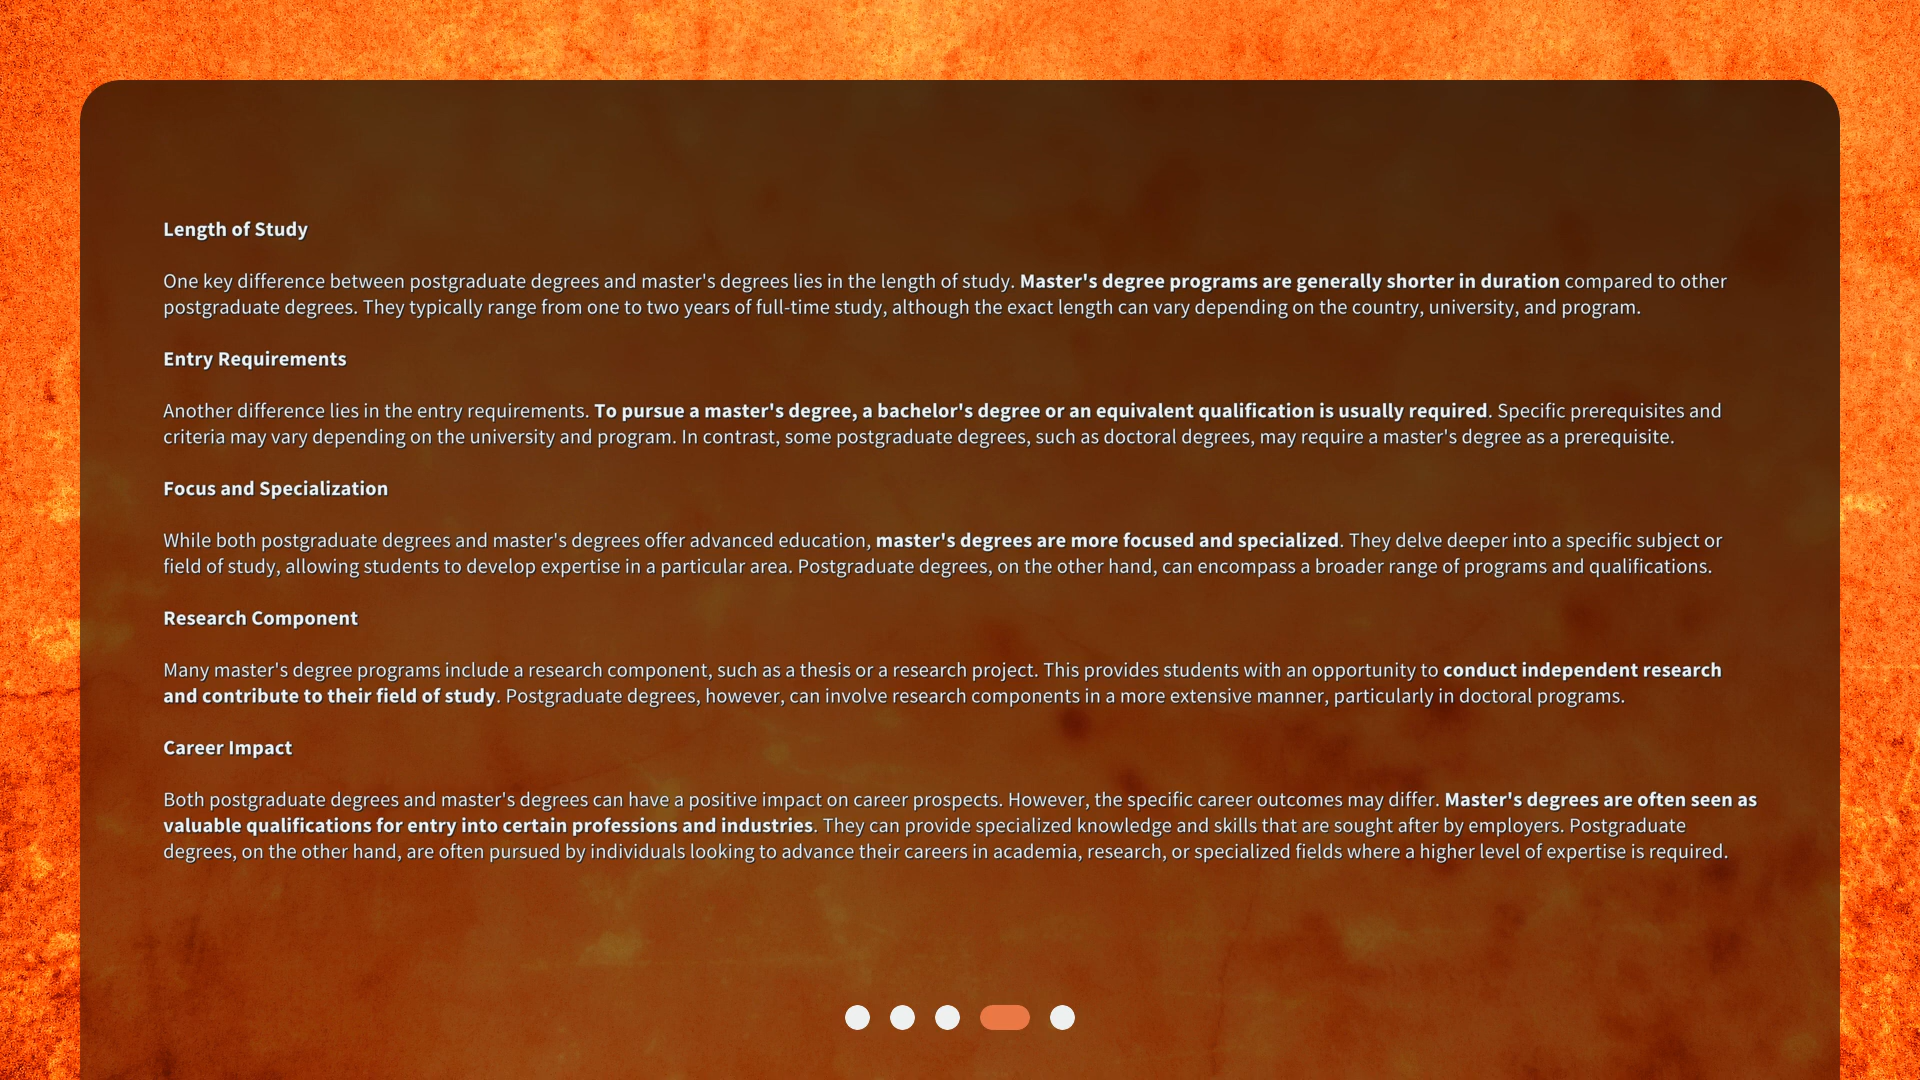 Length of Study
One key difference between postgraduate degrees and master's degrees lies in the length of study. Master's degree programs are generally shorter in duration compared to other
postgraduate degrees. They typically range from one to two years of full-time study, although the exact length can vary depending on the country, university, and program.
Entry Requirements
Another difference lies in the entry requirements. To pursue a master's degree, a bachelor's degree or an equivalent qualification is usually required. Specific prerequisites and
criteria may vary depending on the university and program. In contrast, some postgraduate degrees, such as doctoral degrees, may require a master's degree as a prerequisite.
Focus and Specialization
While both postgraduate degrees and master's degrees offer advanced education, master's degrees are more focused and specialized. They delve deeper into a specific subject or
field of study, allowing students to develop expertise in a particular area. Postgraduate degrees, on the other hand, can encompass a broader range of programs and qualifications.
Research Component
Many master's degree programs include a research component, such as a thesis or a research project. This provides students with an opportunity to conduct independent research
and contribute to their field of study. Postgraduate degrees, however, can involve research components in a more extensive manner, particularly in doctoral programs.
Career Impact
Both postgraduate degrees and master's degrees can have a positive impact on career prospects. However, the specific career outcomes may differ. Master's degrees are often seen as
valuable qualifications for entry into certain professions and industries. They can provide specialized knowledge and skills that are sought after by employers. Postgraduate
degrees, on the other hand, are often pursued by individuals looking to advance their careers in academia, research, or specialized fields where a higher level of expertise is required.